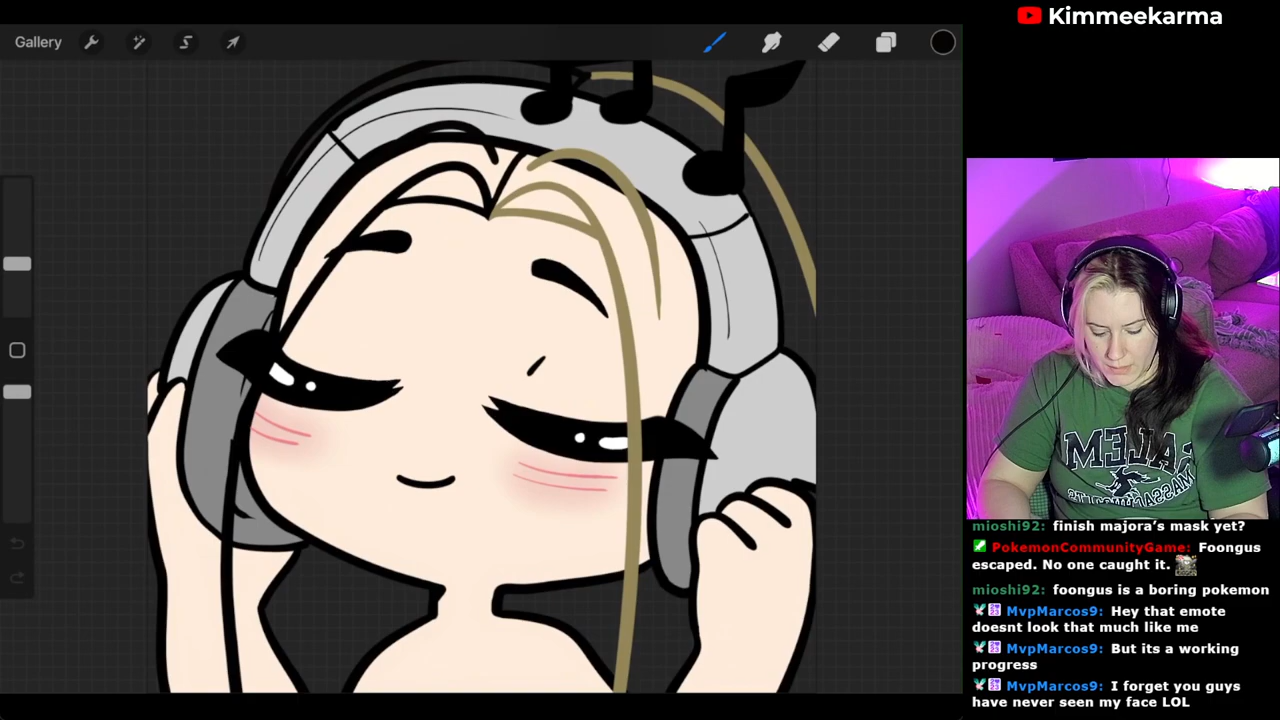 Kimmeekarma
Gallery
mioshi92: finish majora's mask yet?
PokemonCommunityGame: Foongus
escaped. No one caught it.
mioshi92: foongus is a boring pokemon
MvpMarcos9: Hey that emote
doesnt look that much like me
MvpMarcos9: But its a working
progress
MvpMarcos9: I forget you guys
have never seen my face LOL